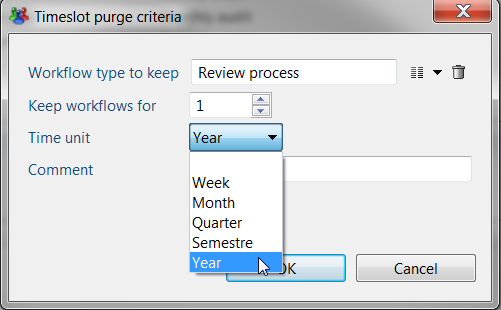 Timeslot purge criteria
Workflow type to keep Review process
Keep workflows for 1
Time unit Year
Comment
Week
Month
Quarter
Semestre
Year
OK Cancel